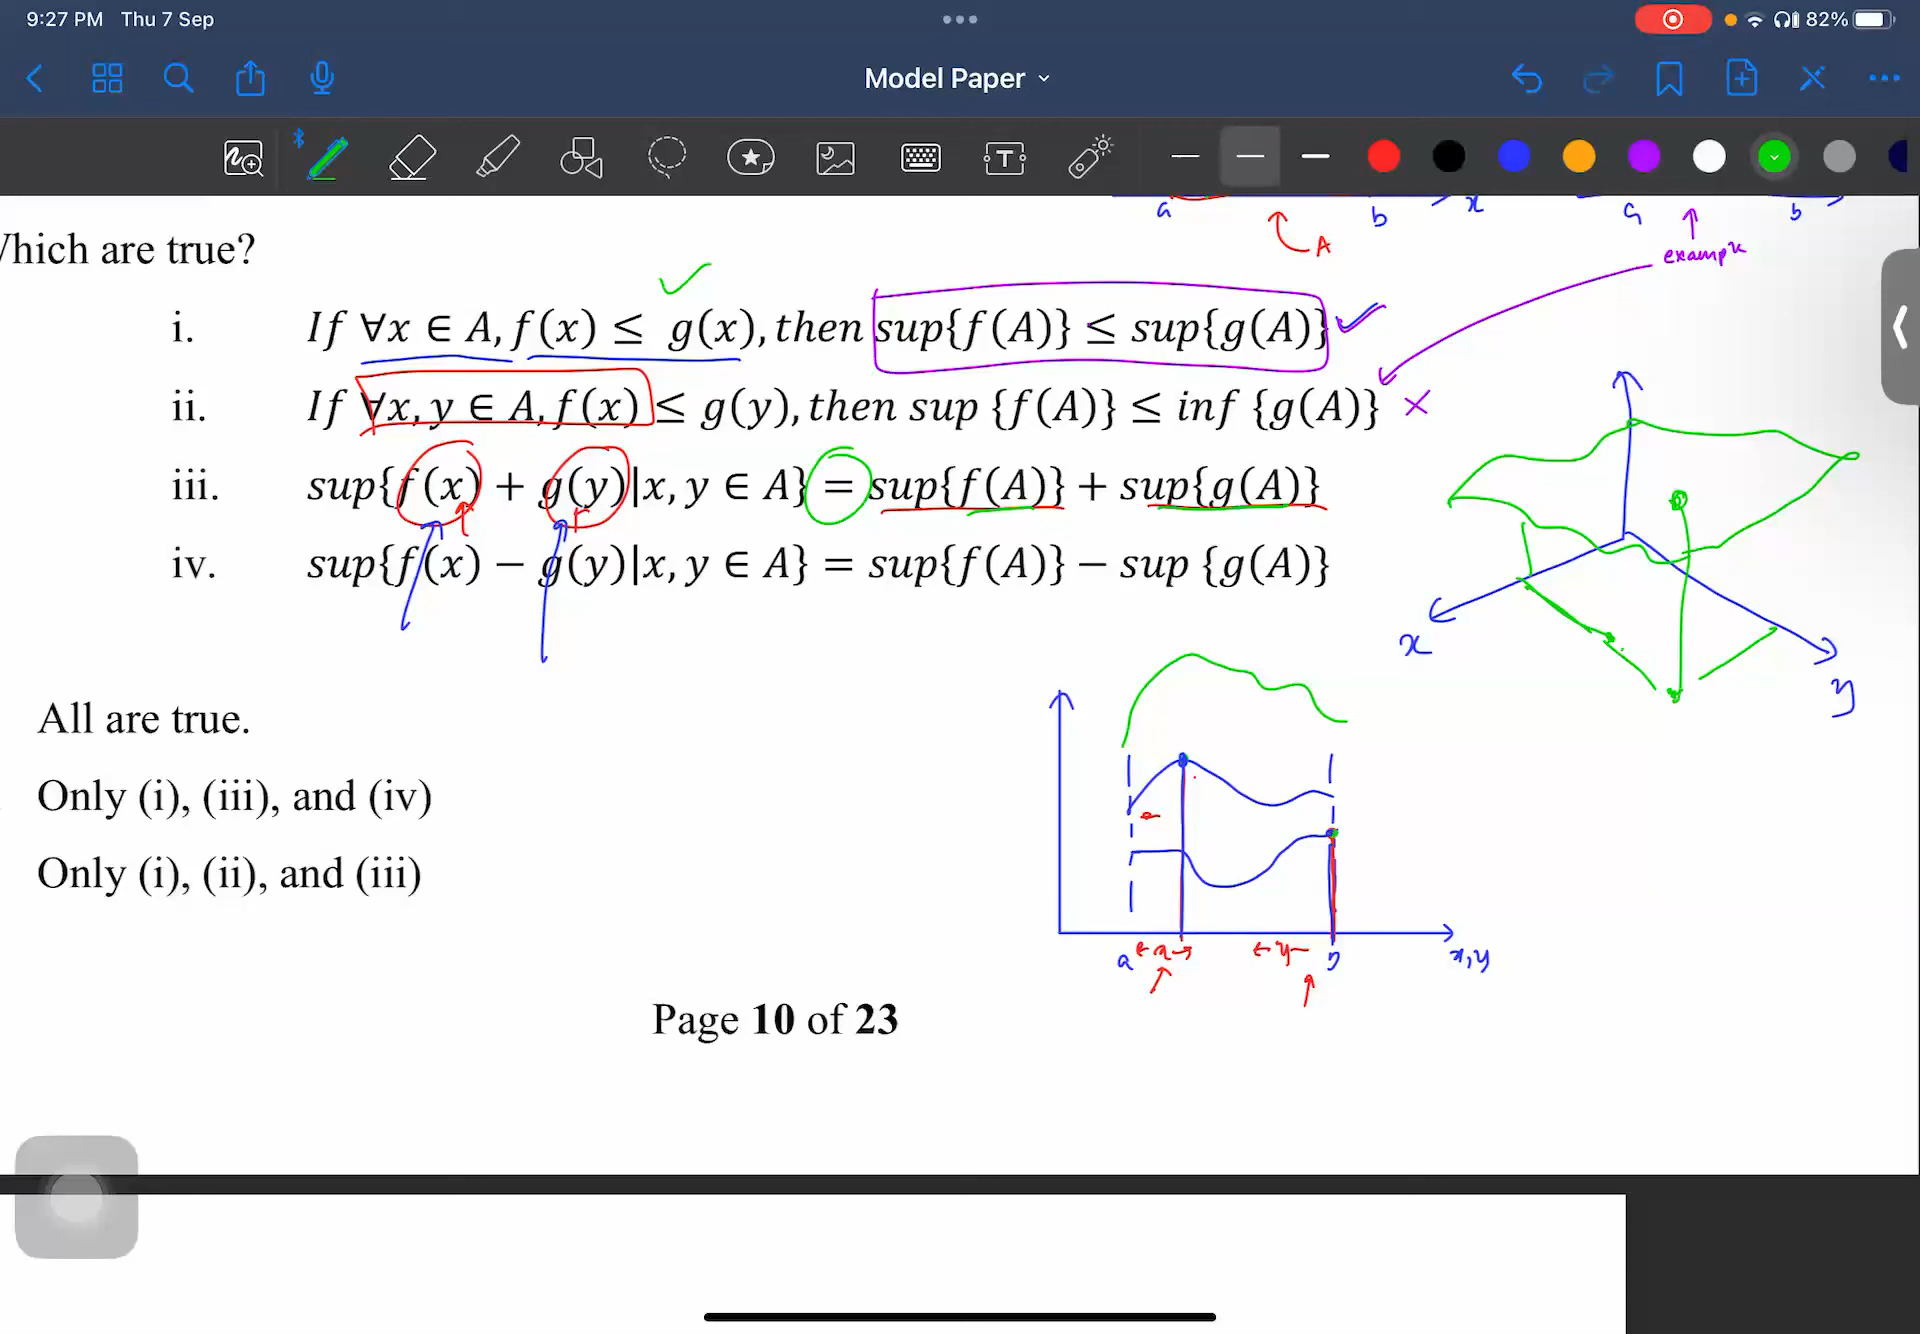 9:27 PM Thu 7 Sep
82%
Model Paper
T
a b x a b
A
example
Which are true?
i. If ∀x ∈ A, f(x) ≤ g(x), then sup{f(A)} ≤ sup{g(A)}
ii. If ∀x, y ∈ A, f(x) ≤ g(y), then sup {f(A)} ≤ inf {g(A)}
iii. sup{f(x) + g(y)|x, y ∈ A} = sup{f(A)} + sup{g(A)}
iv. sup{f(x) − g(y)|x, y ∈ A} = sup{f(A)} − sup {g(A)}
x
y
All are true.
Only (i), (iii), and (iv)
Only (i), (ii), and (iii)
a x y b x,y
Page 10 of 23